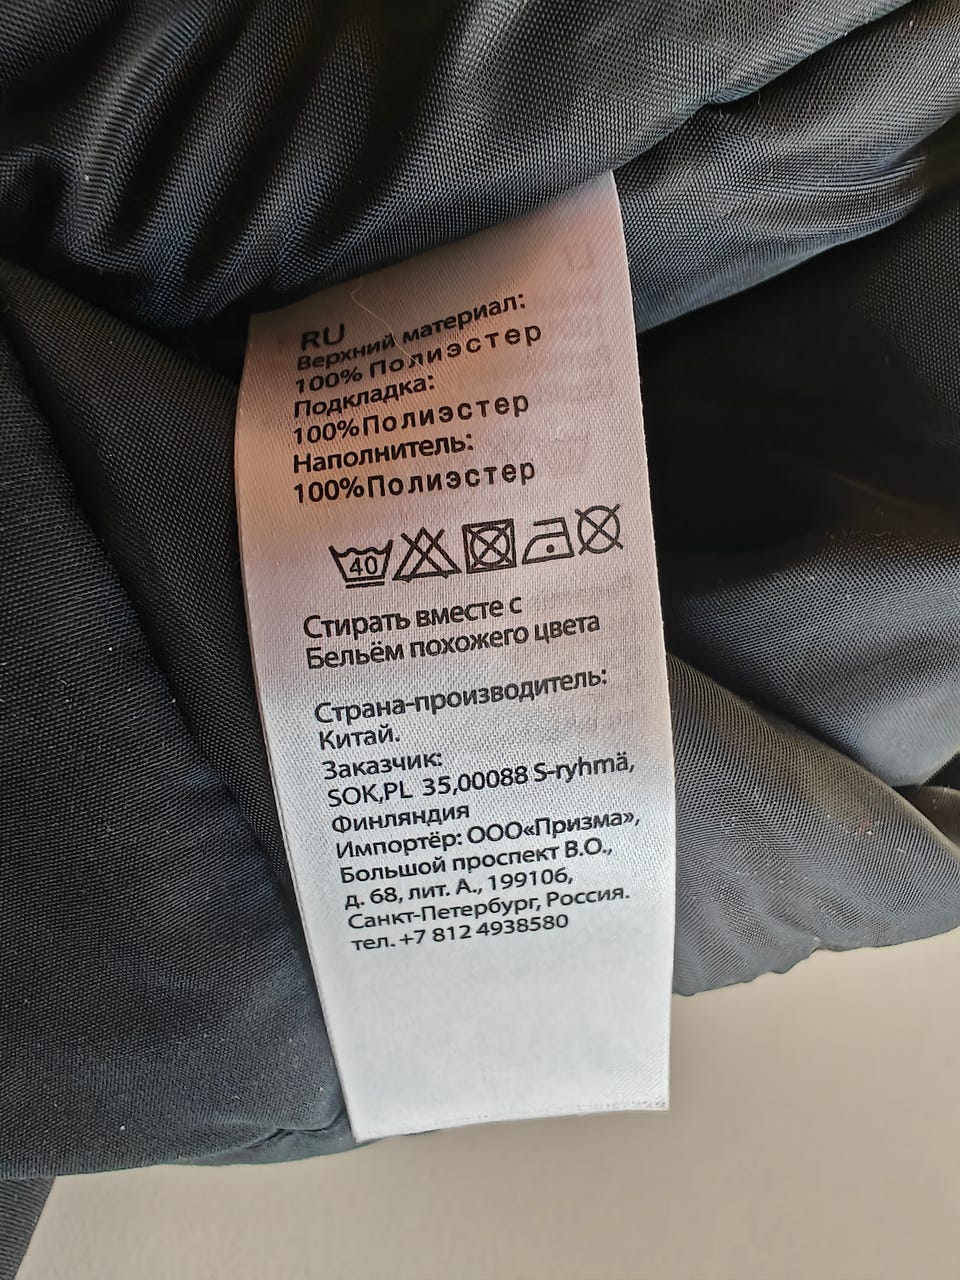 RU
Верхний материал:
100% Полиэстер
Подкладка:
100%Полиэстер
Наполнитель:
100%Полиэстер
40
Стирать вместе с
Бельём похожего цвета
Страна-производитель:
Китай.
Заказчик:
SOK,PL 35,00088 S-ryhmä,
Финляндия
Импортёр: ООО«Призма»,
Большой проспект В.О.,
д. 68, лит. А., 199106,
Санкт-Петербург, Россия.
тел. +7 812 4938580